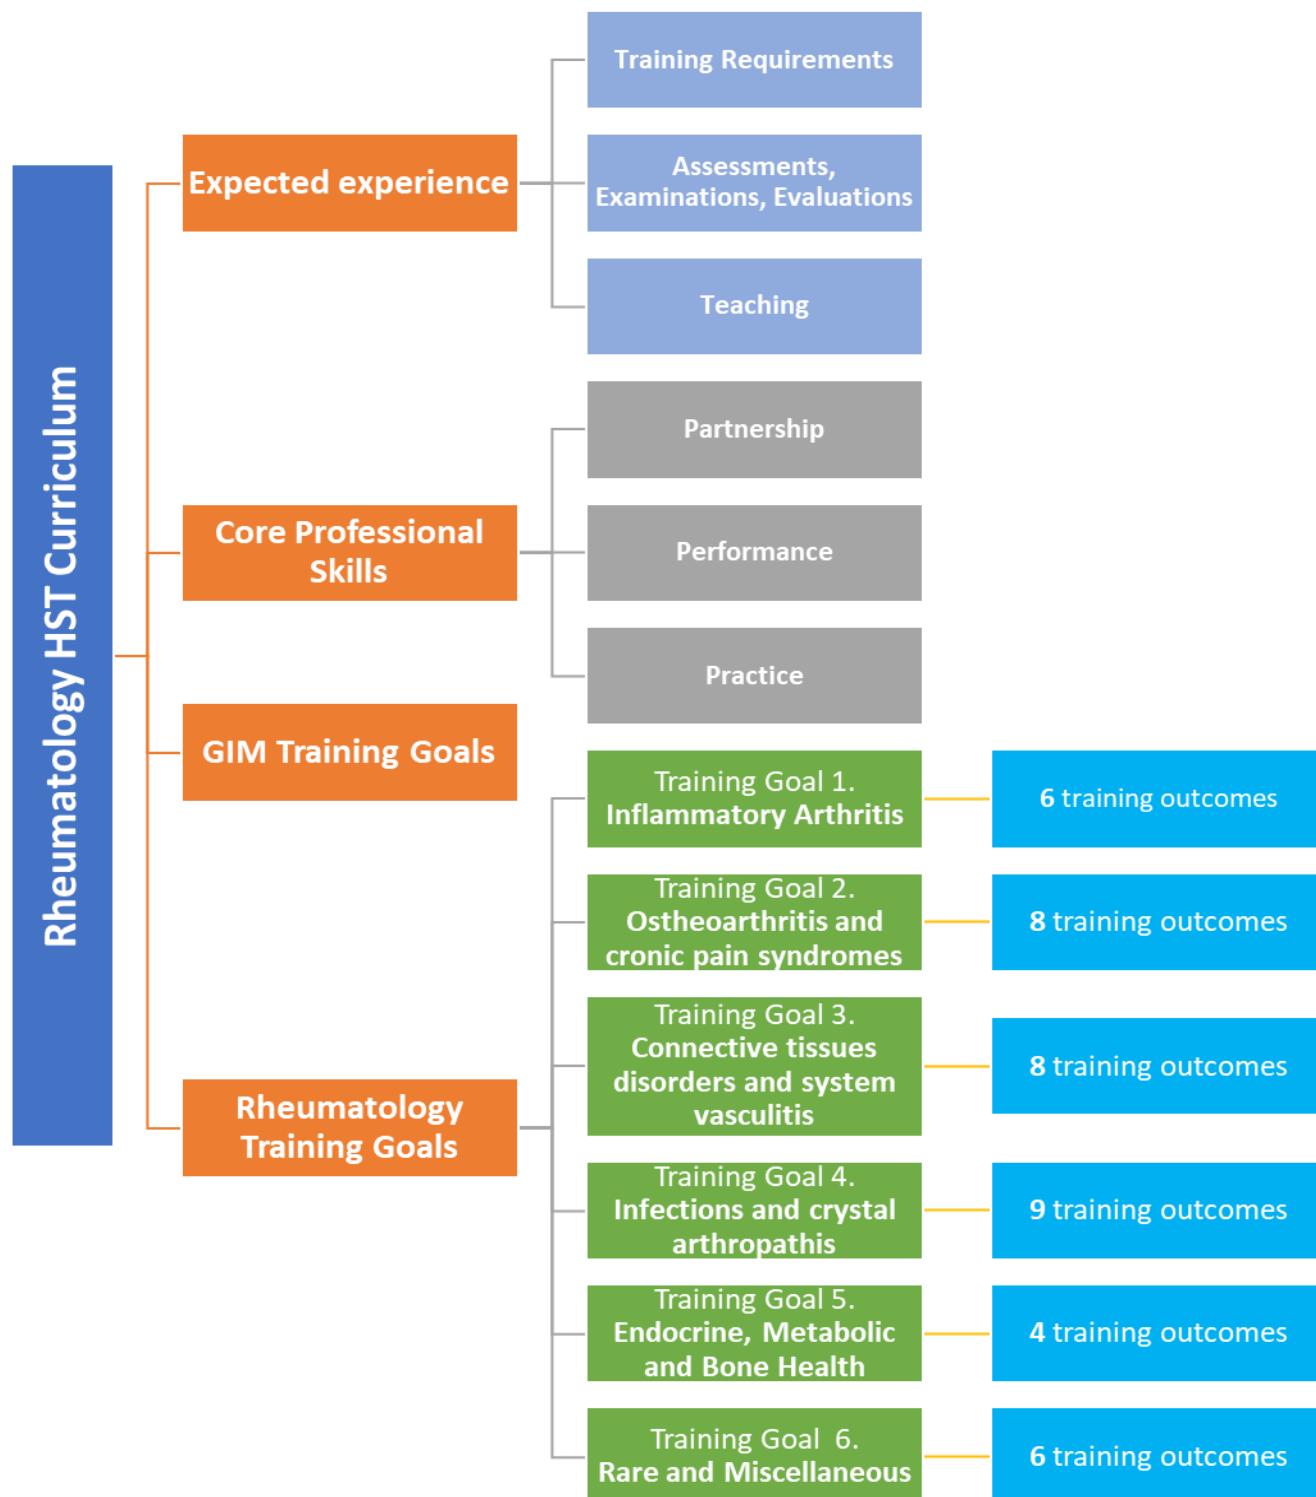 Rheumatology HST Curriculum
Expected experience
Training Requirements
Assessments,
Examinations, Evaluations
Teaching
Core Professional
Skills
Partnership
Performance
Practice
GIM Training Goals
Rheumatology
Training Goals
Training Goal 1.
Inflammatory Arthritis
6 training outcomes
Training Goal 2.
Ostheoarthritis and
cronic pain syndromes
8 training outcomes
Training Goal 3.
Connective tissues
disorders and system
vasculitis
8 training outcomes
Training Goal 4.
Infections and crystal
arthropathis
9 training outcomes
Training Goal 5.
Endocrine, Metabolic
and Bone Health
4 training outcomes
Training Goal 6.
Rare and Miscellaneous
6 training outcomes